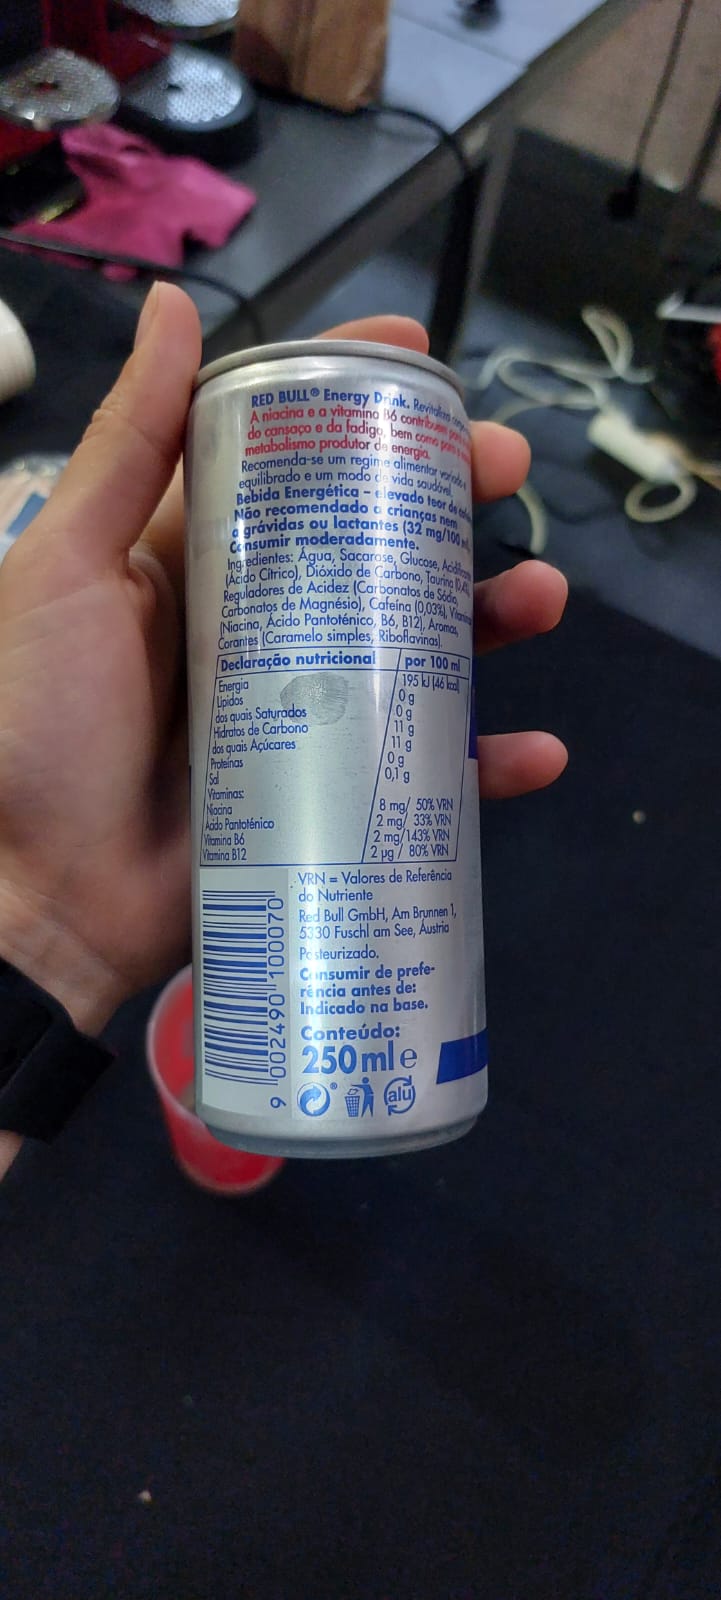 RED BULL® Energy Drink. Revitaliza
A niacina e a vitamina B6 contribuem para
do cansaço e da fadiga, bem como para o
metabolismo produtor de energia.
Recomenda-se um regime alimentar variado e
equilibrado e um modo de vida saudável.
Bebida Energética – elevado teor de
Não recomendado a crianças nem
a grávidas ou lactantes (32 mg/100
Consumir moderadamente.
Ingredientes: Água, Sacarose, Glucose,
(Ácido Cítrico), Dióxido de Carbono, Taurina
Reguladores de Acidez (Carbonatos de Sódio,
Carbonatos de Magnésio), Cafeína (0,03%),
(Niacina, Ácido Pantoténico, B6, B12), Aromas,
Corantes (Caramelo simples, Riboflavinas).
Declaração nutricional por 100 ml
Energia 195 kJ (46 kcal)
Lípidos 0 g
dos quais Saturados 0 g
Hidratos de Carbono 11 g
dos quais Açúcares 11 g
Proteínas 0 g
Sal 0,1 g
Vitaminas:
Niacina 8 mg/ 50% VRN
Ácido Pantoténico 2 mg/ 33% VRN
Vitamina B6 2 mg/143% VRN
Vitamina B12 2 µg / 80% VRN
VRN = Valores de Referência
do Nutriente
Red Bull GmbH, Am Brunnen 1,
5330 Fuschl am See, Áustria
Pasteurizado.
Consumir de prefe-
rência antes de:
Indicado na base.
Conteúdo:
250 ml e
alu
9 002490 100070